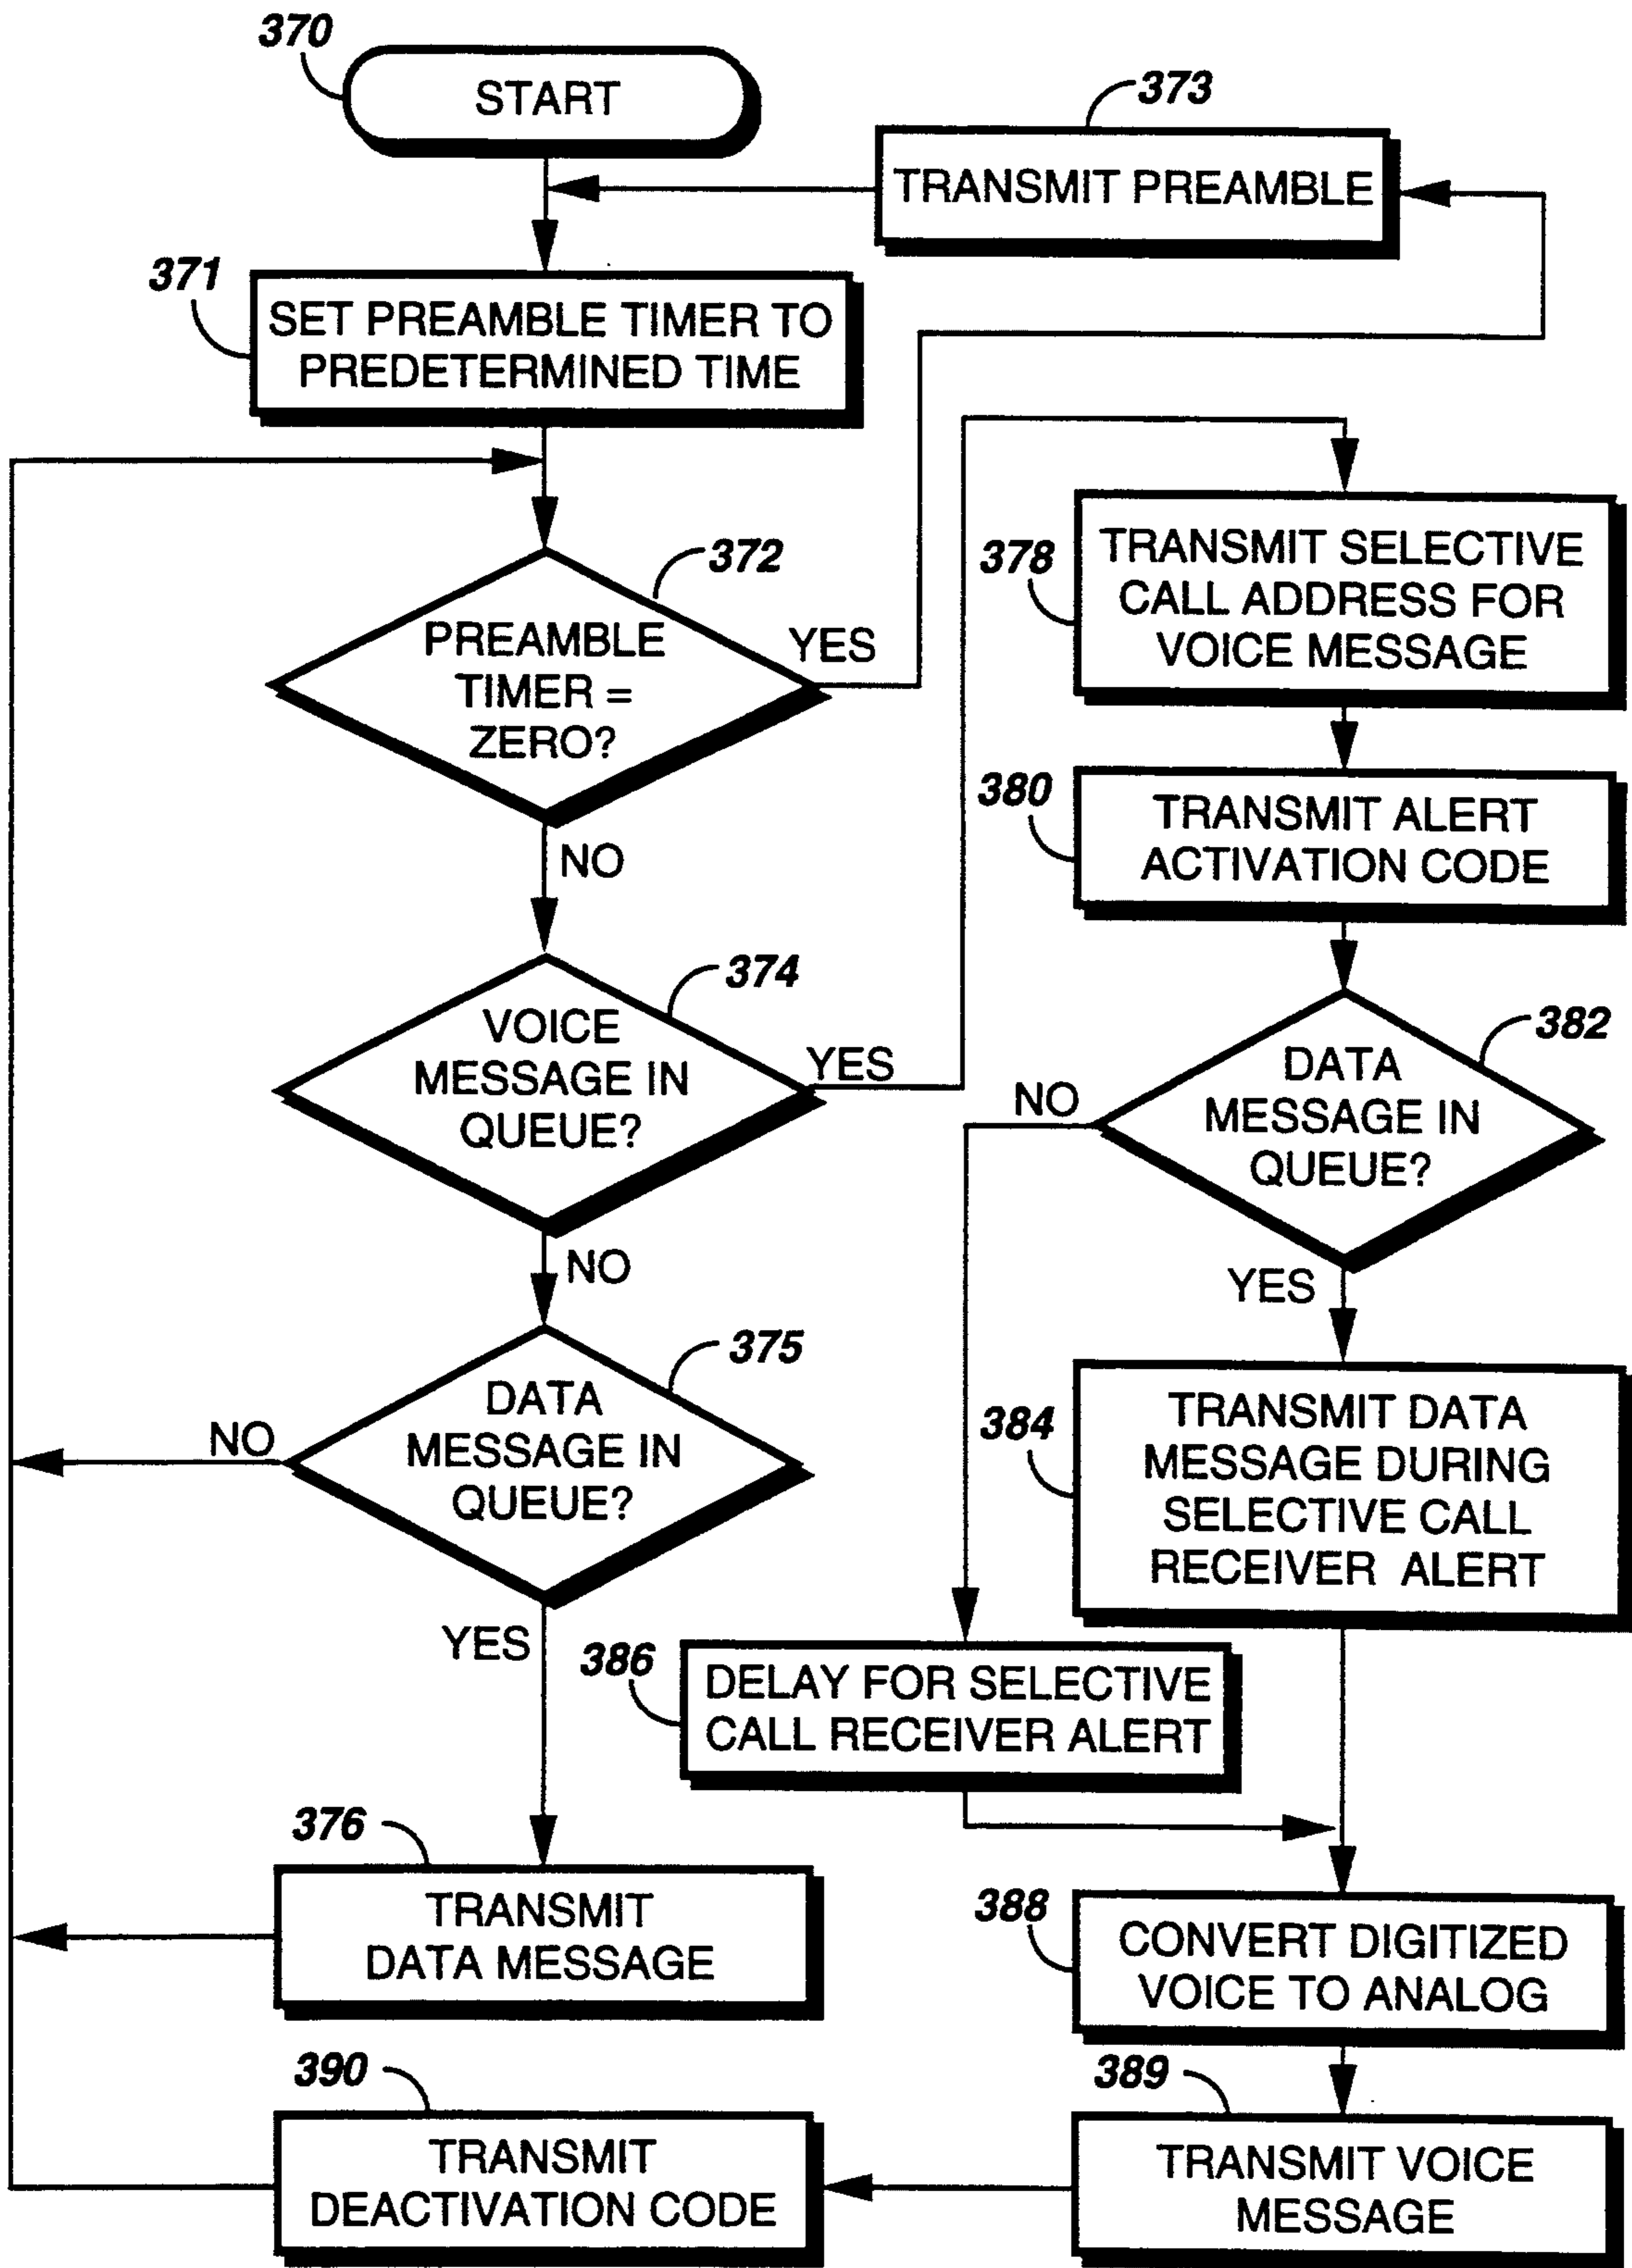 370
START
373
TRANSMIT PREAMBLE
371
SET PREAMBLE TIMER TO
PREDETERMINED TIME
372
PREAMBLE
TIMER =
ZERO?
YES
NO
374
VOICE
MESSAGE IN
QUEUE?
YES
NO
375
DATA
MESSAGE IN
QUEUE?
NO
YES
376
TRANSMIT
DATA MESSAGE
378
TRANSMIT SELECTIVE
CALL ADDRESS FOR
VOICE MESSAGE
380
TRANSMIT ALERT
ACTIVATION CODE
382
DATA
MESSAGE IN
QUEUE?
NO
YES
384
TRANSMIT DATA
MESSAGE DURING
SELECTIVE CALL
RECEIVER ALERT
386
DELAY FOR SELECTIVE
CALL RECEIVER ALERT
388
CONVERT DIGITIZED
VOICE TO ANALOG
389
TRANSMIT VOICE
MESSAGE
390
TRANSMIT
DEACTIVATION CODE